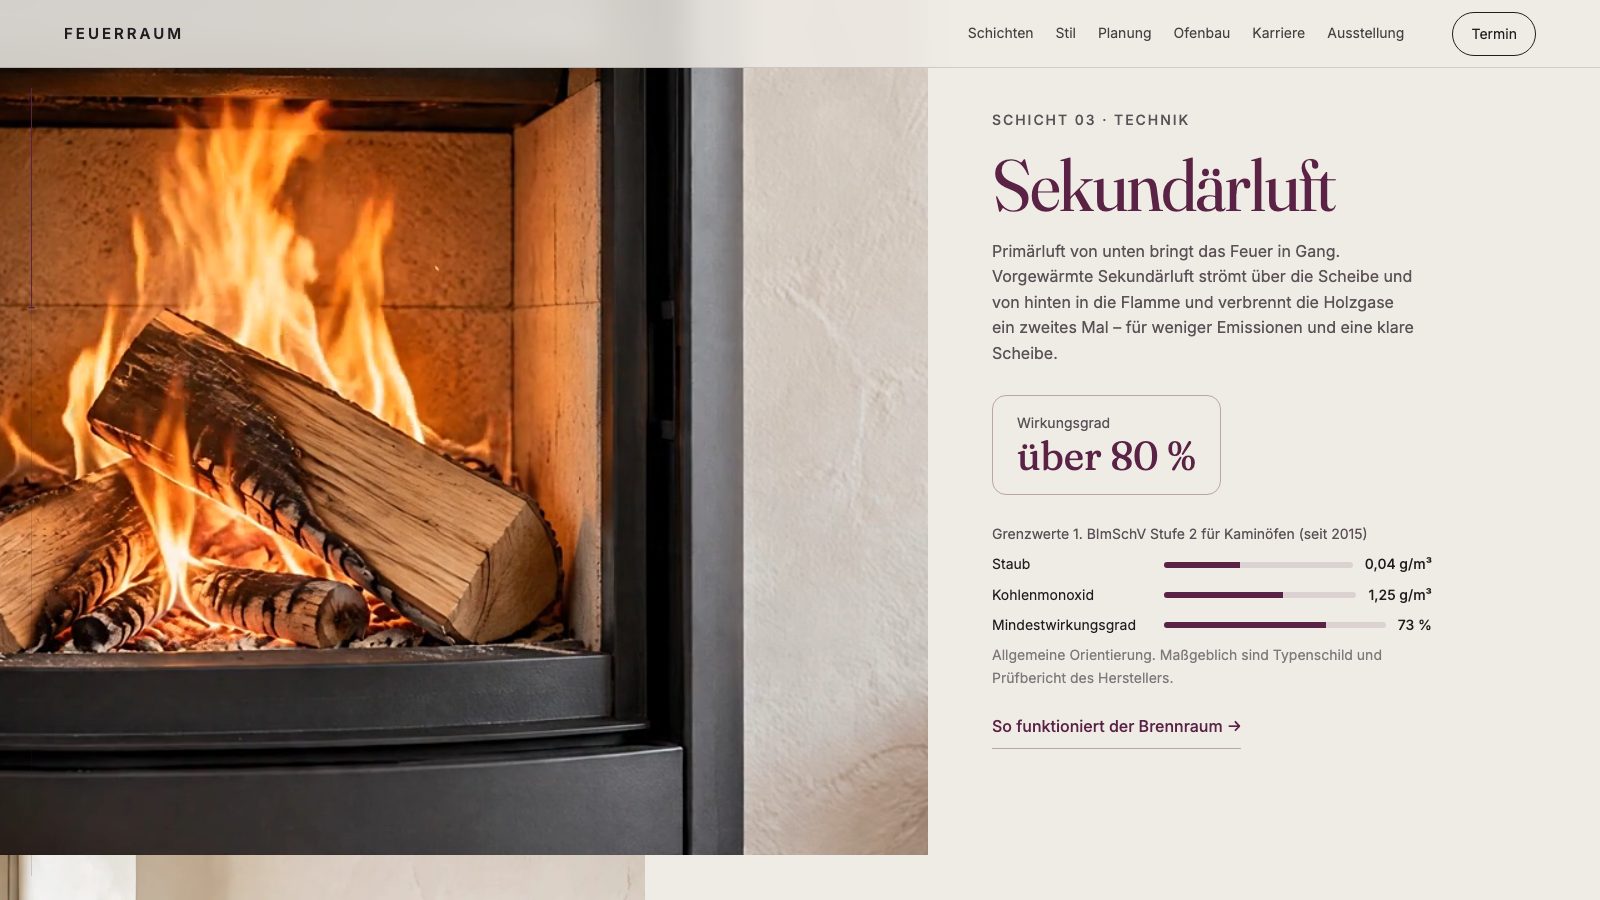 FEUERRAUM
Schichten Stil Planung Ofenbau Karriere Ausstellung Termin
SCHICHT 03 · TECHNIK
Sekundärluft
Primärluft von unten bringt das Feuer in Gang.
Vorgewärmte Sekundärluft strömt über die Scheibe und
von hinten in die Flamme und verbrennt die Holzgase
ein zweites Mal – für weniger Emissionen und eine klare
Scheibe.
Wirkungsgrad
über 80 %
Grenzwerte 1. BImSchV Stufe 2 für Kaminöfen (seit 2015)
Staub 0,04 g/m³
Kohlenmonoxid 1,25 g/m³
Mindestwirkungsgrad 73 %
Allgemeine Orientierung. Maßgeblich sind Typenschild und
Prüfbericht des Herstellers.
So funktioniert der Brennraum →